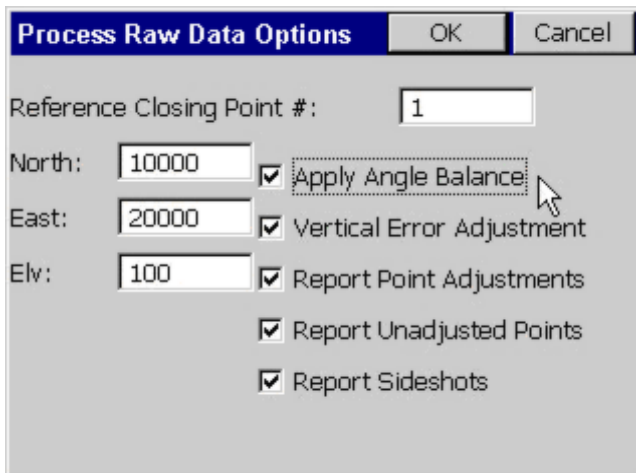 Process Raw Data Options OK Cancel
Reference Closing Point #: 1
North: 10000 Apply Angle Balance
East: 20000 Vertical Error Adjustment
Elv: 100 Report Point Adjustments
Report Unadjusted Points
Report Sideshots